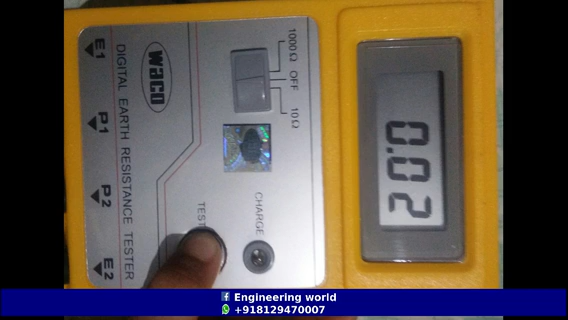 0.02
1000Ω OFF 10Ω
waco
CHARGE
TEST
DIGITAL EARTH RESISTANCE TESTER
E1 P1 P2 E2
Engineering world
+918129470007